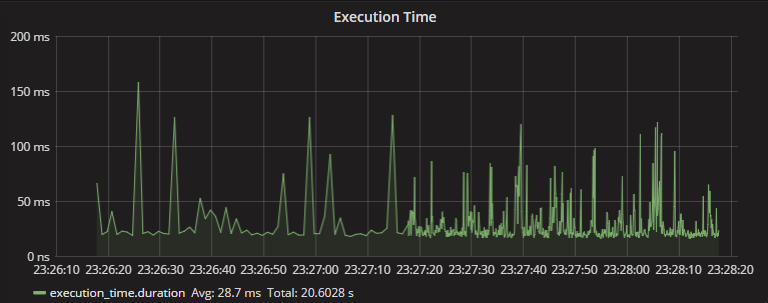 Execution Time
200 ms
150 ms
100 ms
50 ms
0 ns
23:26:10 23:26:20 23:26:30 23:26:40 23:26:50 23:27:00 23:27:10 23:27:20 23:27:30 23:27:40 23:27:50 23:28:00 23:28:10 23:28:20
execution_time.duration Avg: 28.7 ms Total: 20.6028 s